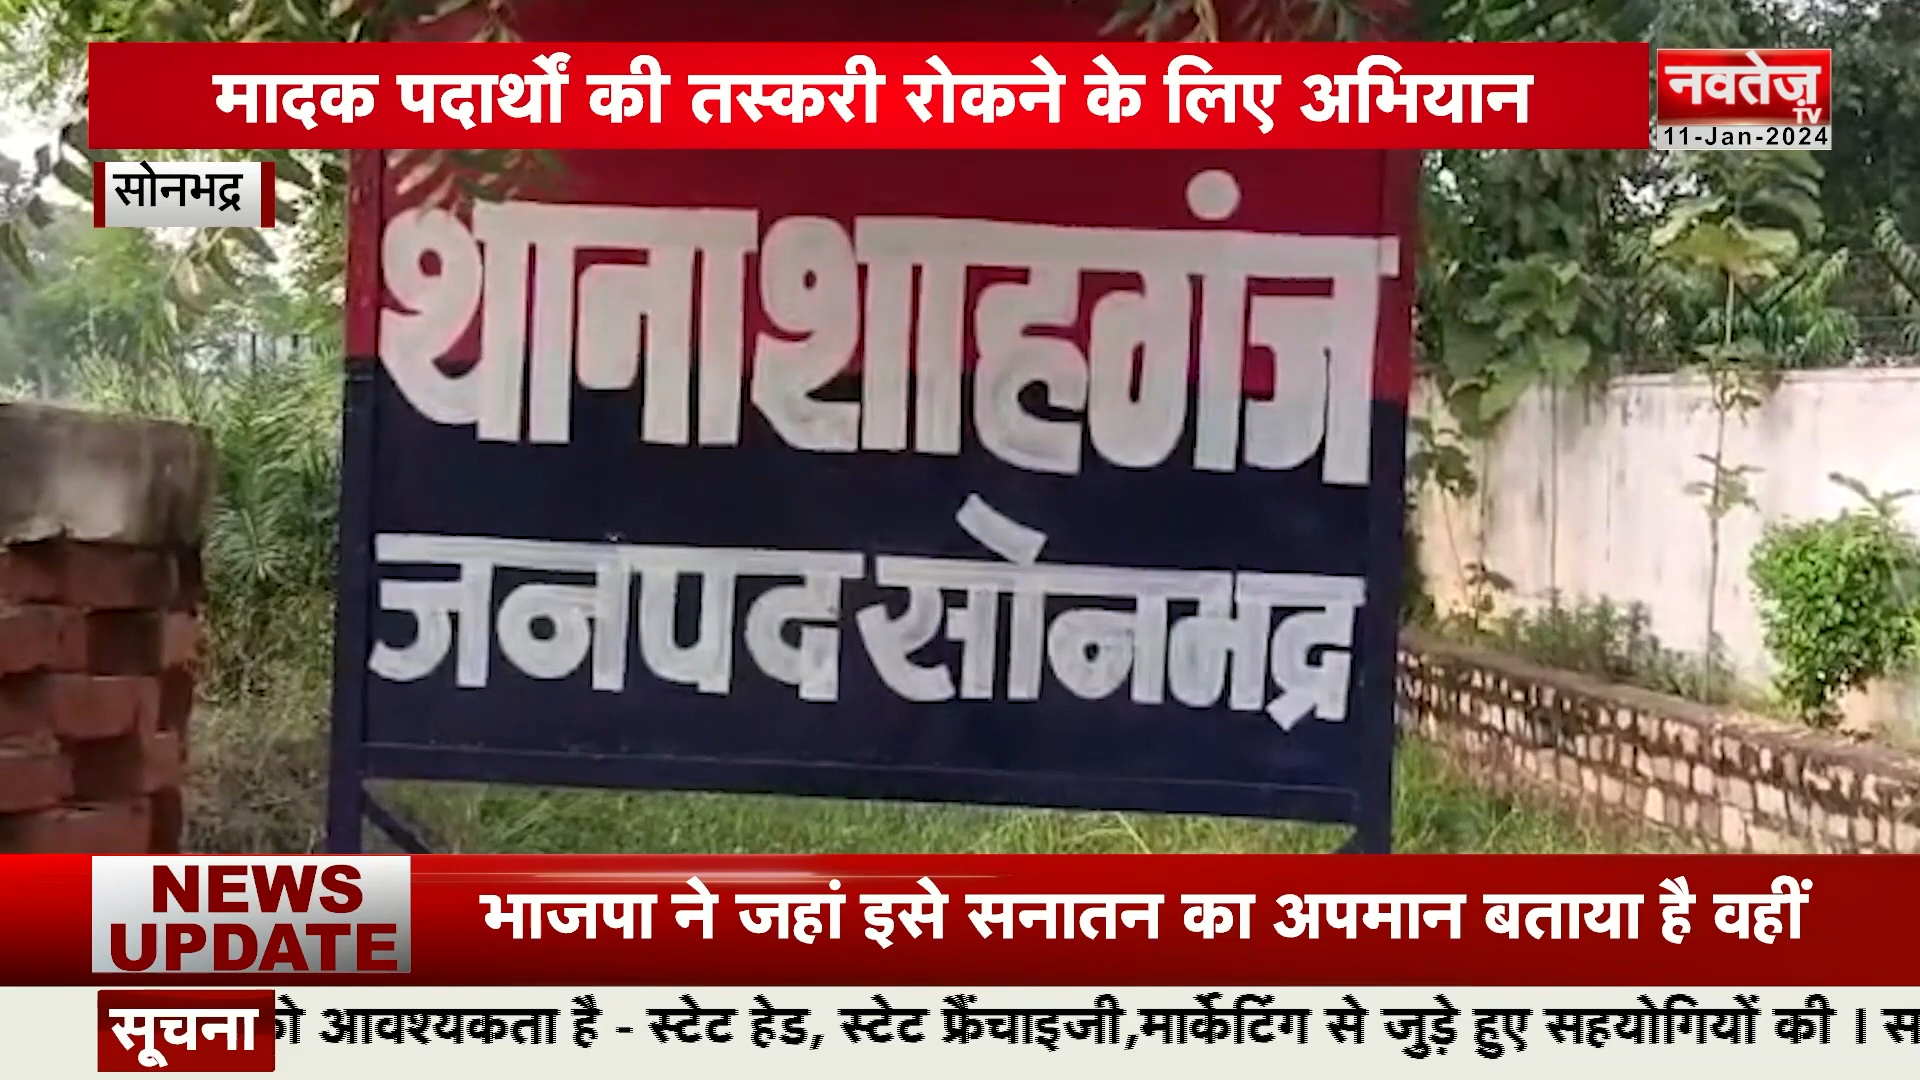 मादक पदार्थों की तस्करी रोकने के लिए अभियान
नवतेज़
TV
11-Jan-2024
सोनभद्र
थाना शाहगंज
जनपद सोनभद्र
NEWS
UPDATE
भाजपा ने जहां इसे सनातन का अपमान बताया है वहीं
सूचना
आवश्यकता है - स्टेट हेड, स्टेट फ्रैंचाइजी,मार्केटिंग से जुड़े हुए सहयोगियों की ।